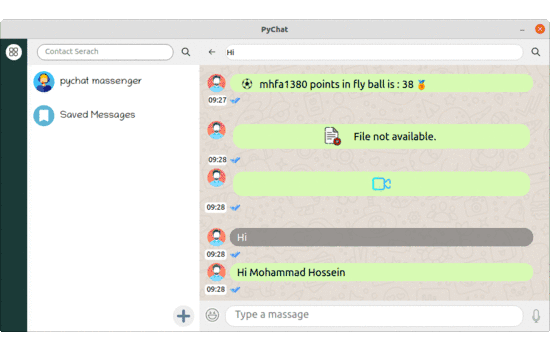 PyChat
Contact Serach
Hi
pychat massenger
Saved Messages
mhfa1380 points in fly ball is : 38
09:27
File not available.
09:28
09:28
Hi
09:28
Hi Mohammad Hossein
09:28
Type a massage